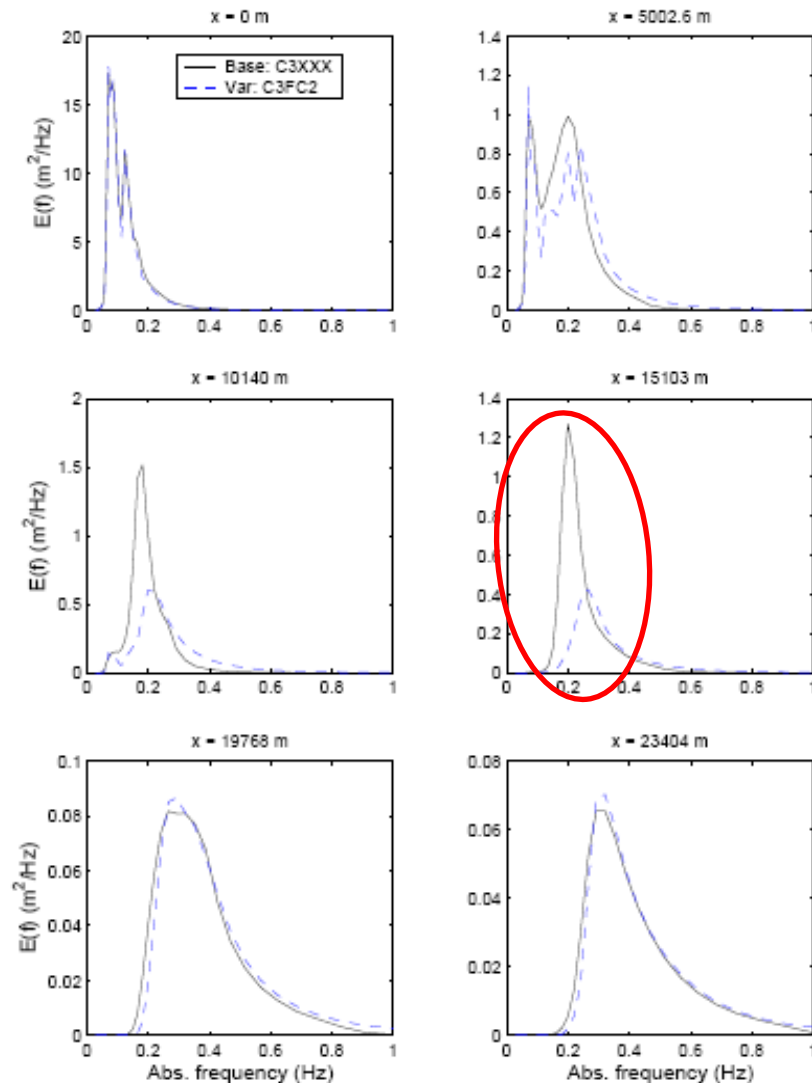 x = 0 m
x = 5002.6 m
20
15
10
5
0
E(f) (m²/Hz)
Base: C3XXX
Var: C3FC2
0 0.2 0.4 0.6 0.8 1
1.4
1.2
1
0.8
0.6
0.4
0.2
0
0 0.2 0.4 0.6 0.8 1
x = 10140 m
x = 15103 m
2
1.5
1
0.5
0
E(f) (m²/Hz)
0 0.2 0.4 0.6 0.8 1
1.4
1.2
1
0.8
0.6
0.4
0.2
0
0 0.2 0.4 0.6 0.8 1
x = 19768 m
x = 23404 m
0.1
0.08
0.06
0.04
0.02
0
E(f) (m²/Hz)
0 0.2 0.4 0.6 0.8 1
Abs. frequency (Hz)
0.08
0.06
0.04
0.02
0
0 0.2 0.4 0.6 0.8 1
Abs. frequency (Hz)